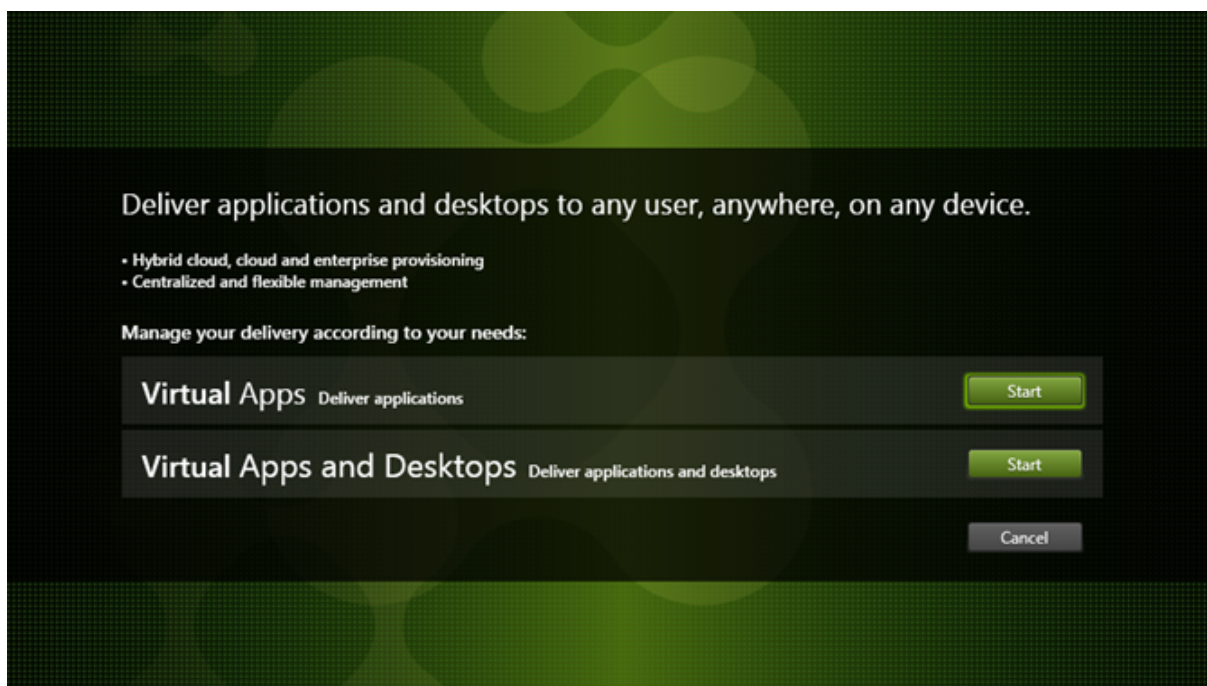 Deliver applications and desktops to any user, anywhere, on any device.
• Hybrid cloud, cloud and enterprise provisioning
• Centralized and flexible management
Manage your delivery according to your needs:
Virtual Apps Deliver applications Start
Virtual Apps and Desktops Deliver applications and desktops Start
Cancel